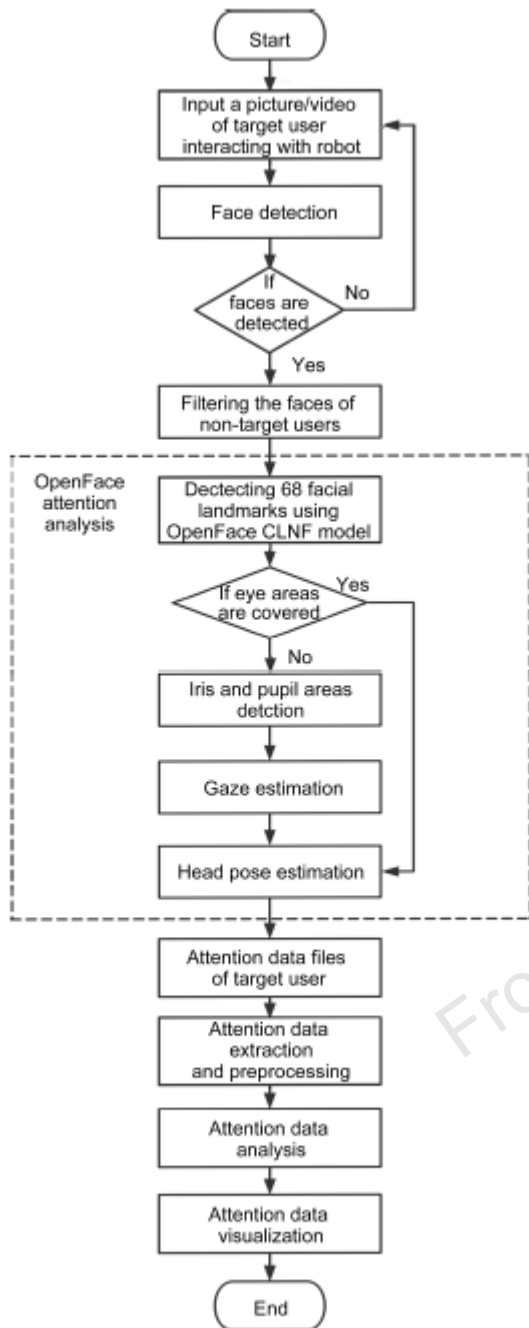 Start
Input a picture/video
of target user
interacting with robot
Face detection
If
faces are
detected
No
Yes
Filtering the faces of
non-target users
OpenFace
attention
analysis
Dectecting 68 facial
landmarks using
OpenFace CLNF model
If eye areas
are covered
Yes
No
Iris and pupil areas
detction
Gaze estimation
Head pose estimation
Attention data files
of target user
Attention data
extraction
and preprocessing
Attention data
analysis
Attention data
visualization
End